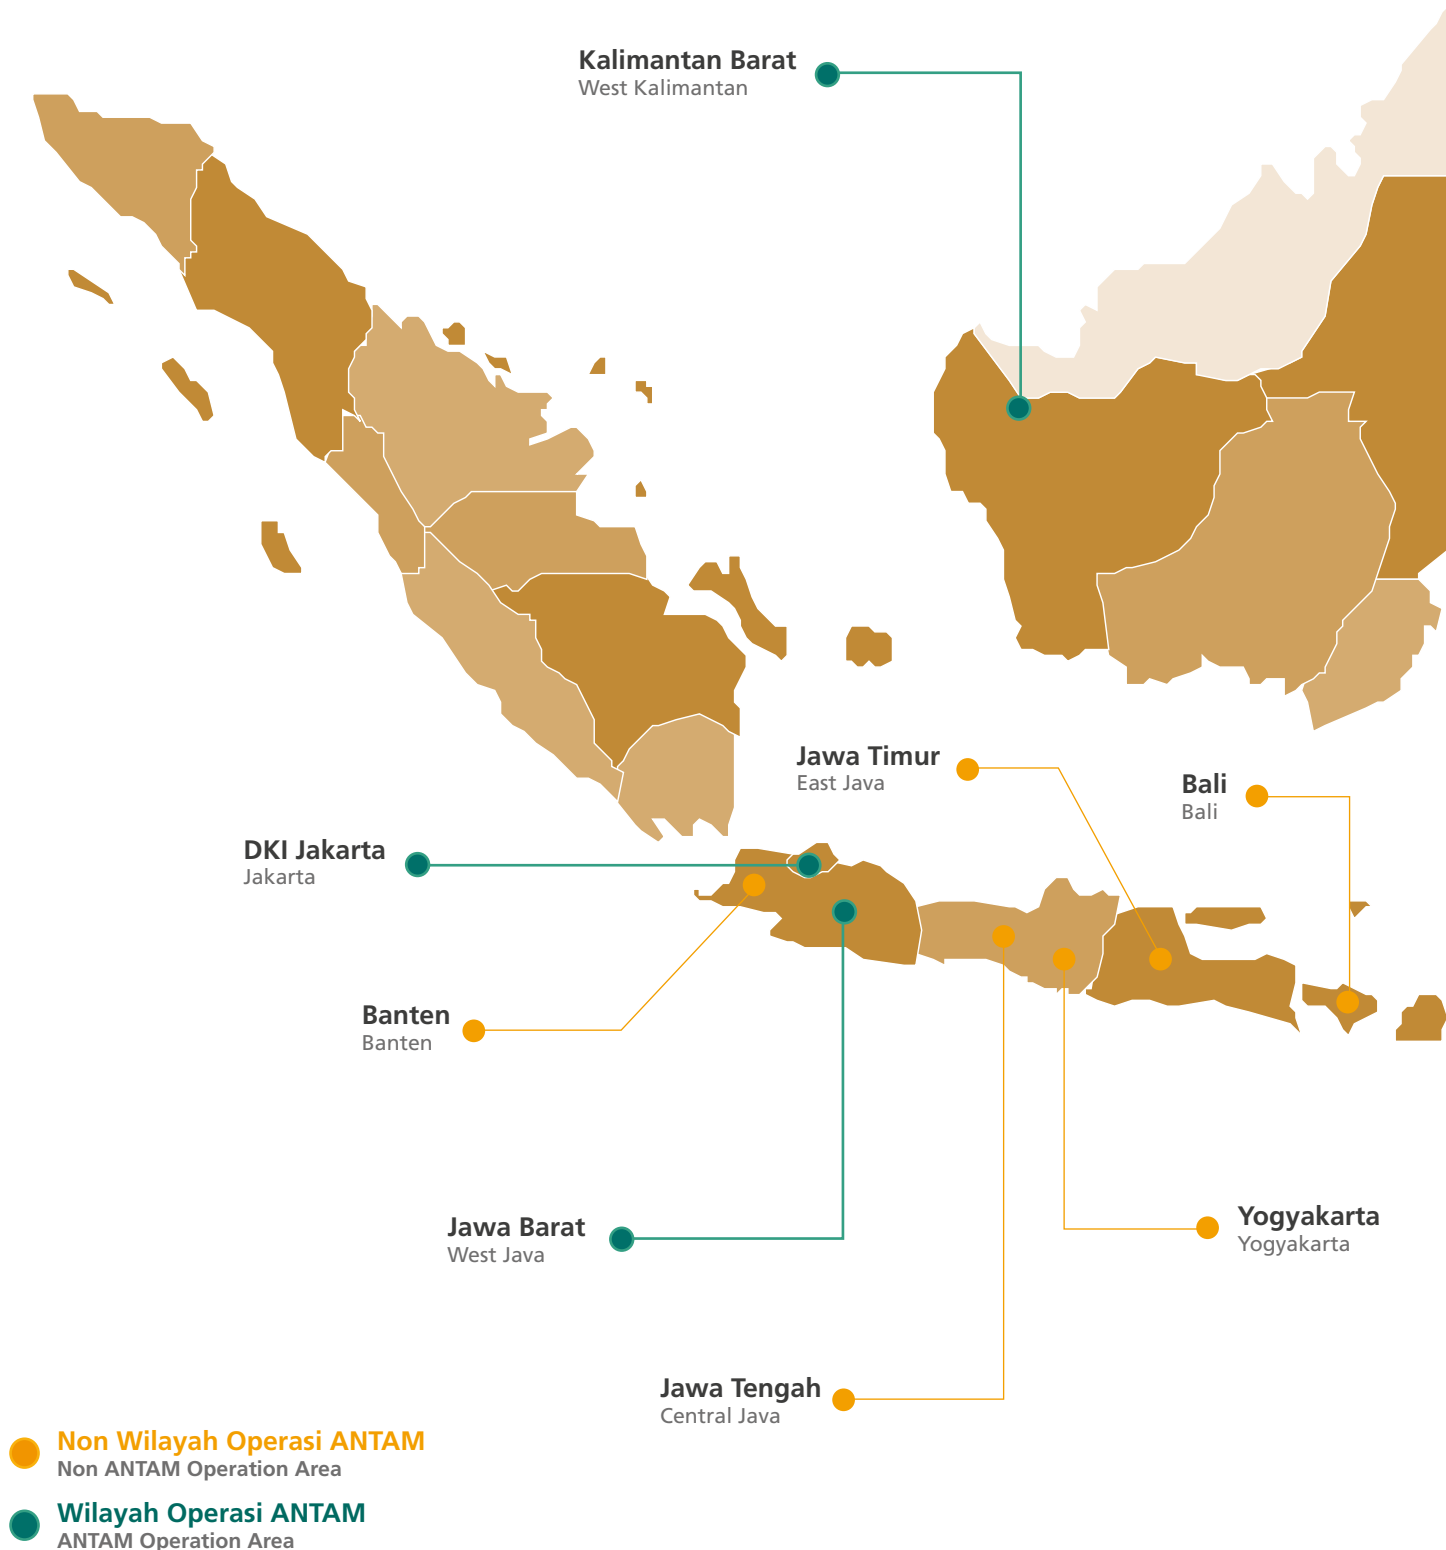 Kalimantan Barat
West Kalimantan
Jawa Timur
East Java
Bali
Bali
DKI Jakarta
Jakarta
Banten
Banten
Jawa Barat
West Java
Yogyakarta
Yogyakarta
Jawa Tengah
Central Java
Non Wilayah Operasi ANTAM
Non ANTAM Operation Area
Wilayah Operasi ANTAM
ANTAM Operation Area